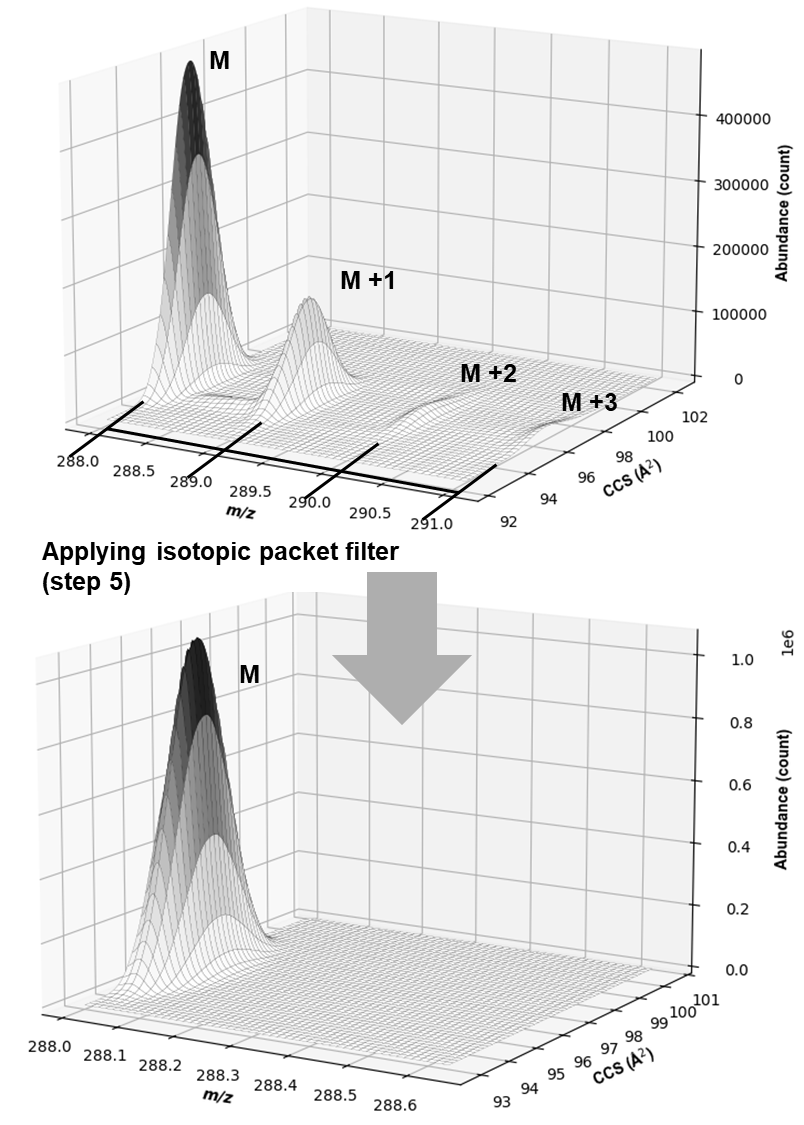 M
400000
300000
200000
100000
0
Abundance (count)
M +1
M +2
M +3
288.0
288.5
289.0
289.5
290.0
290.5
291.0
m/z
92
94
96
98
100
102
CCS (Å²)
Applying isotopic packet filter
(step 5)
M
1e6
1.0
0.8
0.6
0.4
0.2
0.0
Abundance (count)
288.0
288.1
288.2
288.3
288.4
288.5
288.6
m/z
93
94
95
96
97
98
99
100
101
CCS (Å²)